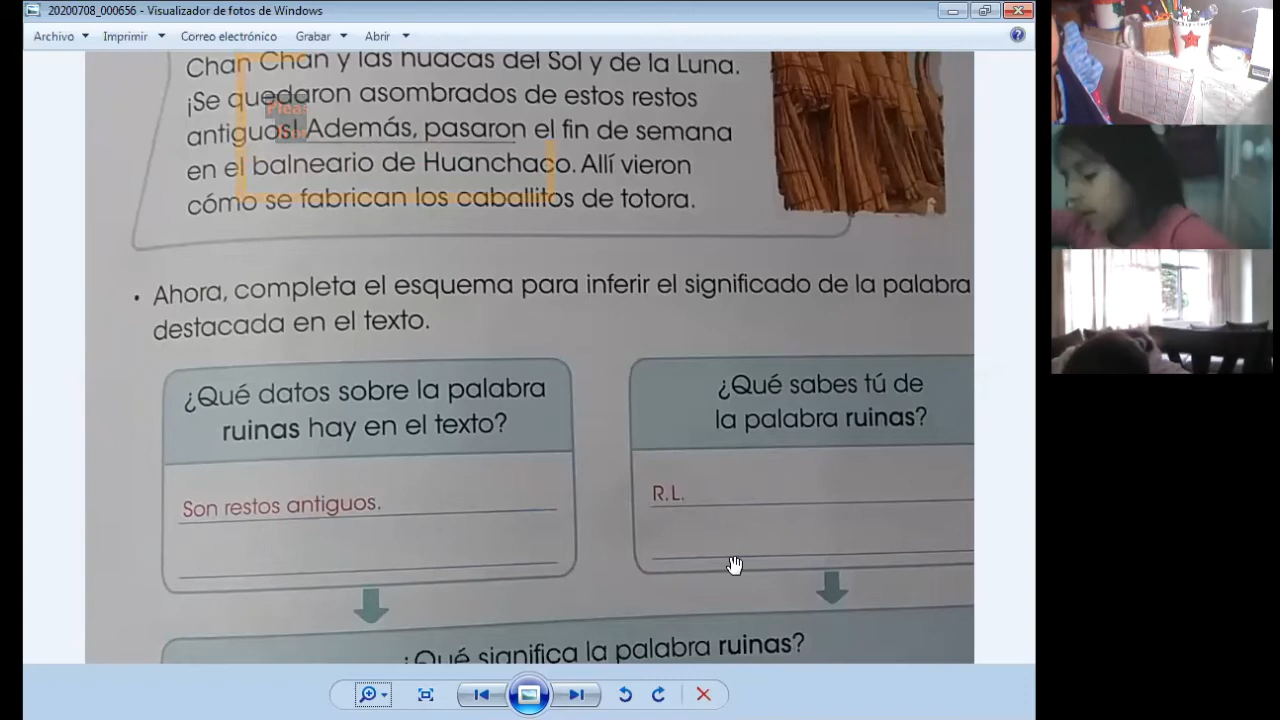 20200708_000656 - Visualizador de fotos de Windows
Archivo Imprimir Correo electrónico Grabar Abrir
Chan Chan y las huacas del Sol y de la Luna.
¡Se quedaron asombrados de estos restos
antiguos! Además, pasaron el fin de semana
en el balneario de Huanchaco. Allí vieron
cómo se fabrican los caballitos de totora.
• Ahora, completa el esquema para inferir el significado de la palabra
destacada en el texto.
¿Qué datos sobre la palabra
ruinas hay en el texto?
Son restos antiguos.
¿Qué sabes tú de
la palabra ruinas?
R.L.
¿Qué significa la palabra ruinas?